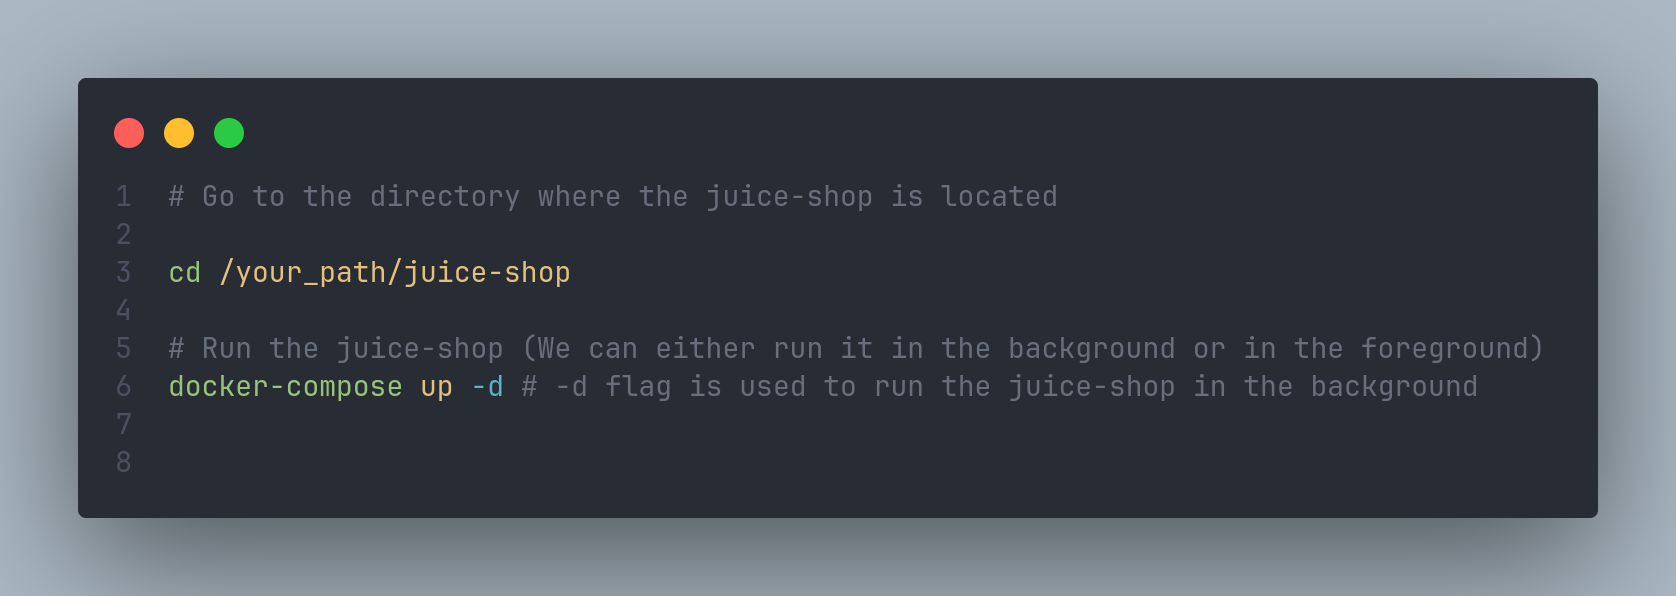 1 # Go to the directory where the juice-shop is located
2
3 cd /your_path/juice-shop
4
5 # Run the juice-shop (We can either run it in the background or in the foreground)
6 docker-compose up -d # -d flag is used to run the juice-shop in the background
7
8